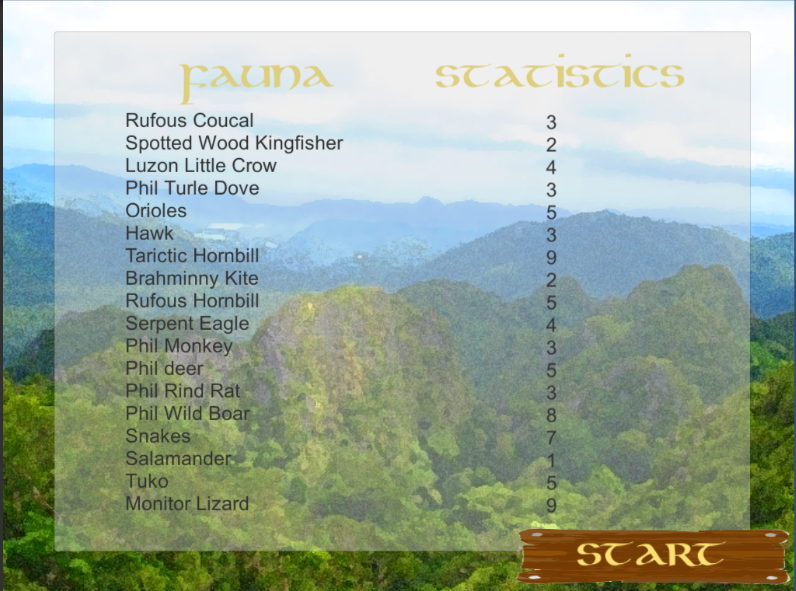 Fauna Statistics
Rufous Coucal 3
Spotted Wood Kingfisher 2
Luzon Little Crow 4
Phil Turle Dove 3
Orioles 5
Hawk 3
Tarictic Hornbill 9
Brahminny Kite 2
Rufous Hornbill 5
Serpent Eagle 4
Phil Monkey 3
Phil deer 5
Phil Rind Rat 3
Phil Wild Boar 8
Snakes 7
Salamander 1
Tuko 5
Monitor Lizard 9
START